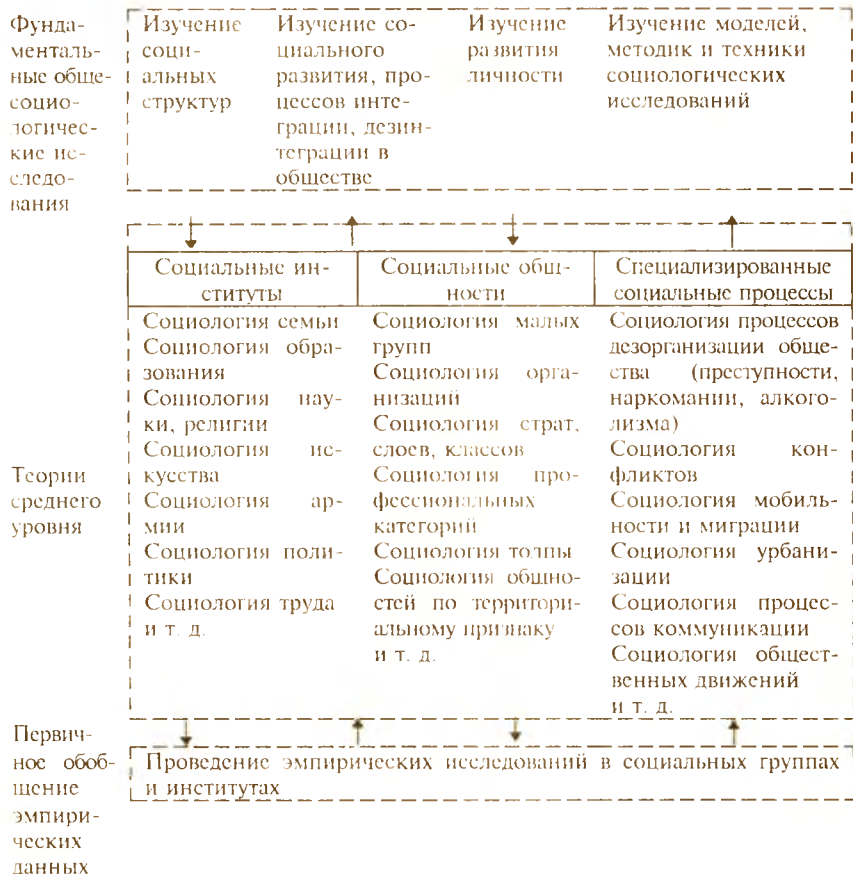 Фунда-
менталь-
ные обще-
социо-
логичес-
кие ис-
следо-
вания
Изучение
соци-
альных
структур
Изучение со-
циального
развития, про-
цессов инте-
грации, дезин-
теграции в
обществе
Изучение
развития
личности
Изучение моделей,
методик и техники
социологических
исследований
Теории
среднего
уровня
Социальные ин-
ституты
Социология семьи
Социология обра-
зования
Социология нау-
ки, религии
Социология ис-
кусства
Социология ар-
мии
Социология поли-
тики
Социология труда
и т. д.
Социальные общ-
ности
Социология малых
групп
Социология орга-
низаций
Социология страт,
слоев, классов
Социология про-
фессиональных
категорий
Социология толпы
Социология общно-
стей по территори-
альному признаку
и т. д.
Специализированные
социальные процессы
Социология процессов
дезорганизации обще-
ства (преступности,
наркомании, алкого-
лизма)
Социология кон-
фликтов
Социология мобиль-
ности и миграции
Социология урбани-
зации
Социология процес-
сов коммуникации
Социология общест-
венных движений
и т. д.
Первич-
ное обоб-
щение
эмпири-
ческих
данных
Проведение эмпирических исследований в социальных группах
и институтах